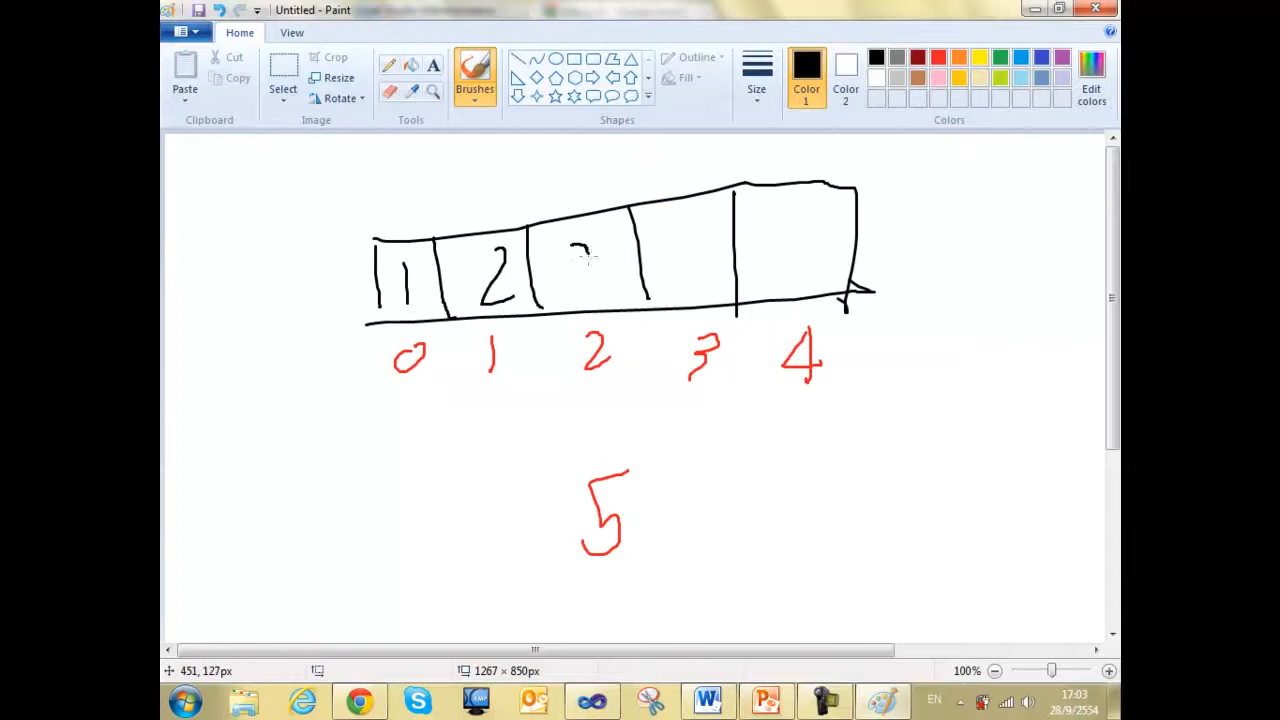 Untitled - Paint
Home View
Cut
Crop
Outline
Copy
Resize
Fill
Paste
Select
Rotate
Brushes
Size
Color 1
Color 2
Edit colors
Clipboard
Image
Tools
Shapes
Colors
1 2
0 1 2 3 4
5
451, 127px
1267 × 850px
100%
EN
17:03
28/9/2554